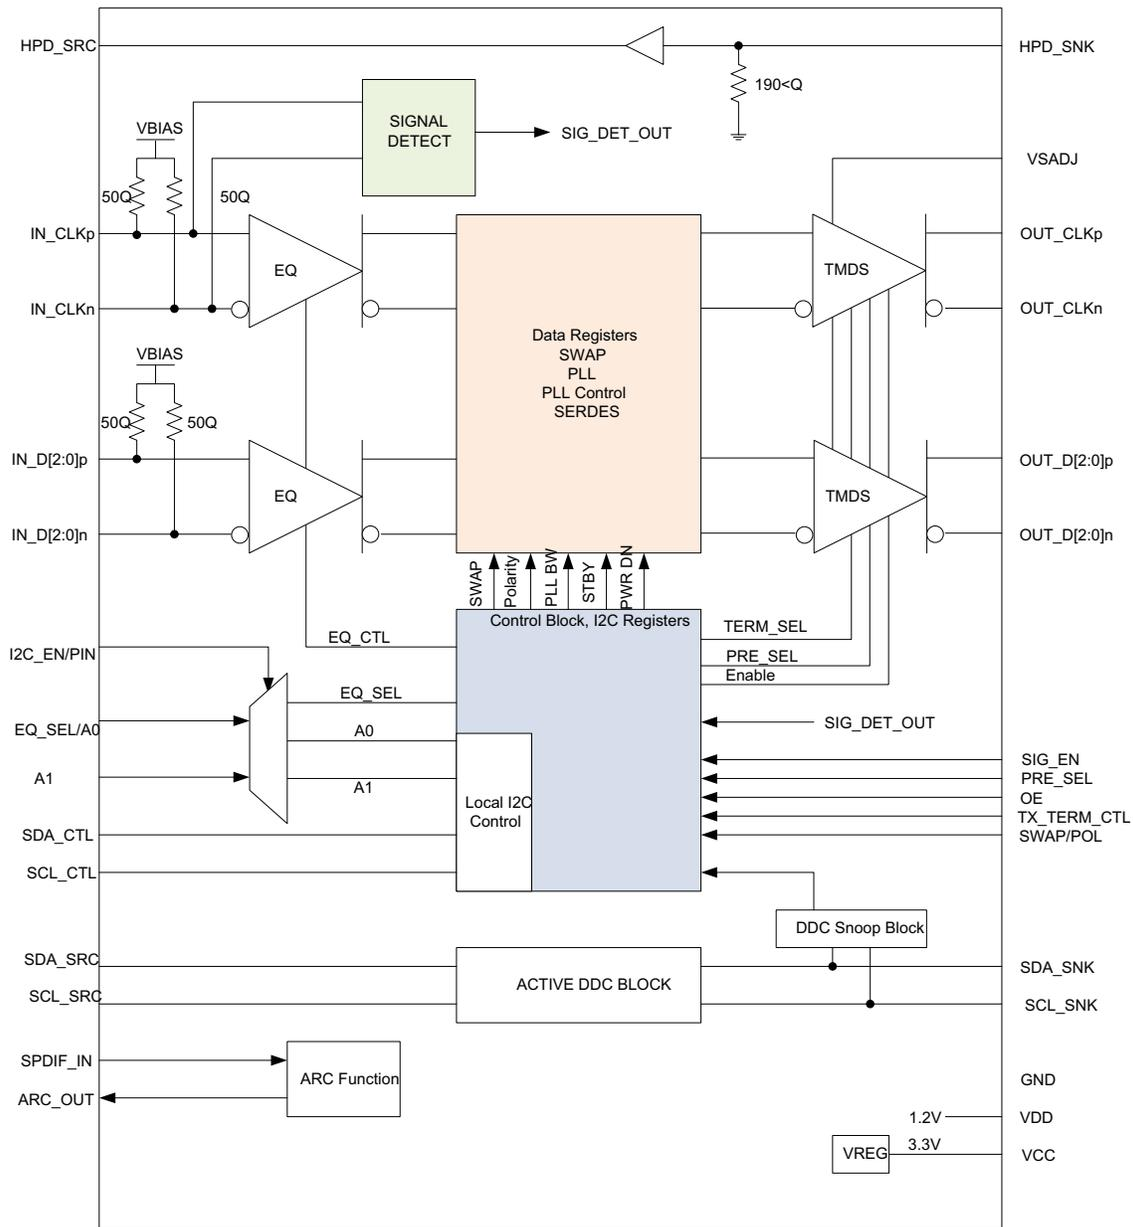 HPD_SRC
HPD_SNK
190<Q
SIGNAL
DETECT
SIG_DET_OUT
VBIAS
VSADJ
50Q
50Q
IN_CLKp
OUT_CLKp
EQ
TMDS
IN_CLKn
OUT_CLKn
Data Registers
SWAP
PLL
PLL Control
SERDES
VBIAS
50Q
50Q
IN_D[2:0]p
OUT_D[2:0]p
EQ
TMDS
IN_D[2:0]n
OUT_D[2:0]n
SWAP
Polarity
PLL BW
STBY
PWR DN
Control Block, I2C Registers
TERM_SEL
EQ_CTL
I2C_EN/PIN
PRE_SEL
Enable
EQ_SEL
EQ_SEL/A0
A0
SIG_DET_OUT
SIG_EN
A1
A1
PRE_SEL
OE
Local I2C
Control
TX_TERM_CTL
SDA_CTL
SWAP/POL
SCL_CTL
DDC Snoop Block
SDA_SRC
SDA_SNK
ACTIVE DDC BLOCK
SCL_SRC
SCL_SNK
SPDIF_IN
ARC Function
GND
ARC_OUT
1.2V
VDD
3.3V
VREG
VCC